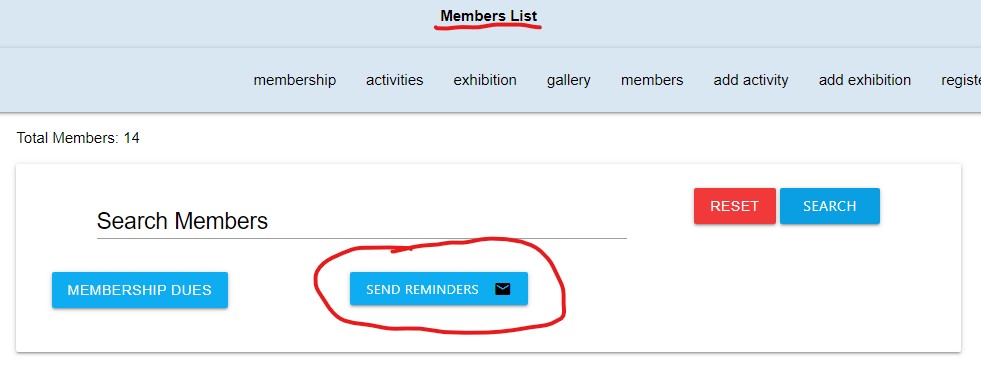 Members List
membership activities exhibition gallery members add activity add exhibition registe
Total Members: 14
RESET SEARCH
Search Members
MEMBERSHIP DUES SEND REMINDERS